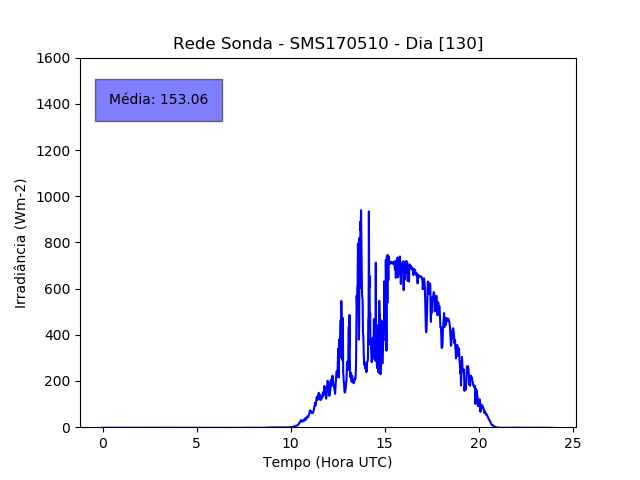 Rede Sonda - SMS170510 - Dia [130]
1600
1400
1200
1000
800
600
400
200
0
Média: 153.06
Irradiância (Wm-2)
0 5 10 15 20 25
Tempo (Hora UTC)